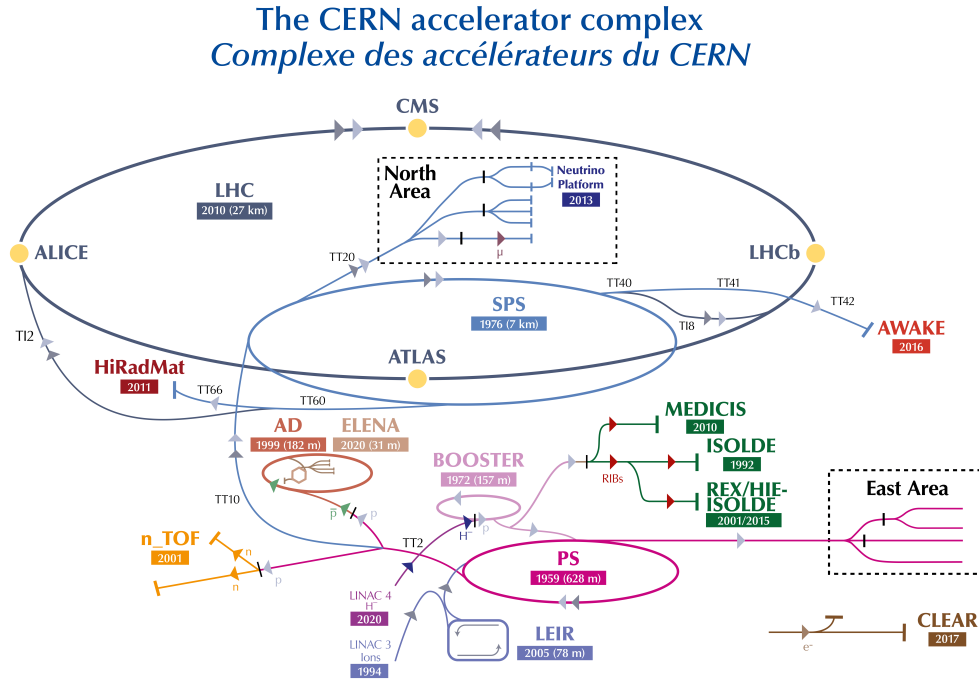 The CERN accelerator complex
Complexe des accélérateurs du CERN
CMS
North
Area
Neutrino
Platform
2013
LHC
2010 (27 km)
μ
ALICE
LHCb
TT20
TT40
TT41
TT42
SPS
1976 (7 km)
TI8
AWAKE
2016
TI2
ATLAS
HiRadMat
2011
TT66
TT60
MEDICIS
2010
AD
1999 (182 m)
ELENA
2020 (31 m)
ISOLDE
1992
BOOSTER
1972 (157 m)
RIBs
REX/HIE-
ISOLDE
2001/2015
East Area
TT10
p
p
H⁻
p
n_TOF
2001
n
n
p
TT2
PS
1959 (628 m)
LINAC 4
H⁻
2020
LINAC 3
Ions
1994
LEIR
2005 (78 m)
CLEAR
2017
e-